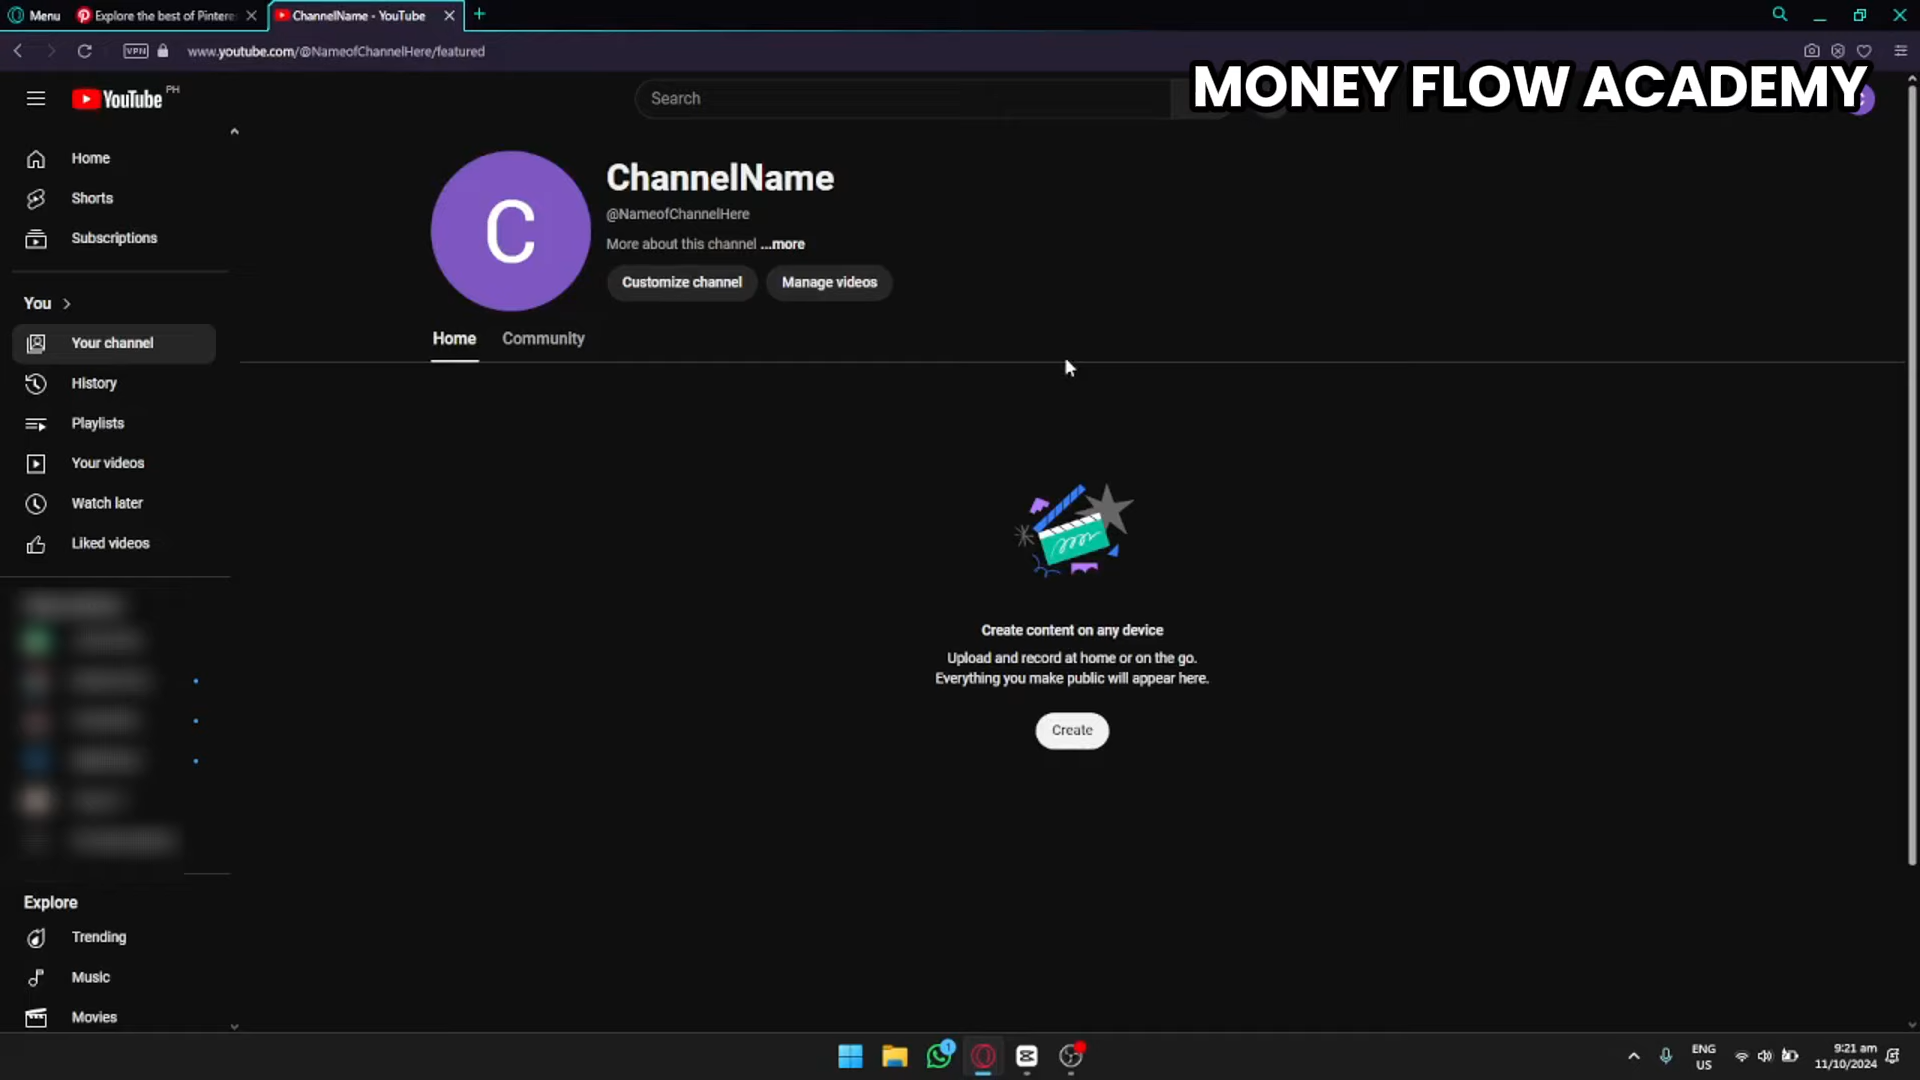 Menu
Explore the best of Pintere
ChannelName - YouTube
VPN
www.youtube.com/@NameofChannelHere/featured
MONEY FLOW ACADEMY
YouTube PH
Search
Home
Shorts
Subscriptions
You
Your channel
History
Playlists
Your videos
Watch later
Liked videos
Explore
Trending
Music
Movies
C
ChannelName
@NameofChannelHere
More about this channel ...more
Customize channel
Manage videos
Home
Community
Create content on any device
Upload and record at home or on the go.
Everything you make public will appear here.
Create
1
ENG
US
9:21 am
11/10/2024